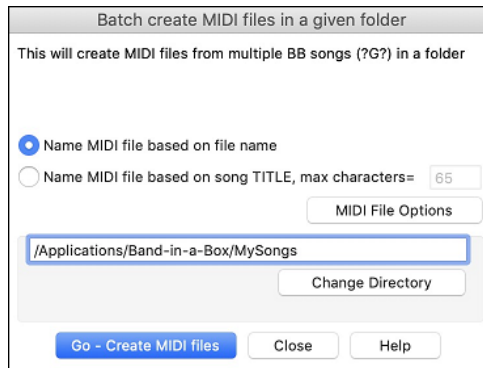 Batch create MIDI files in a given folder
This will create MIDI files from multiple BB songs (?G?) in a folder
Name MIDI file based on file name
Name MIDI file based on song TITLE, max characters= 65
MIDI File Options
/Applications/Band-in-a-Box/MySongs
Change Directory
Go - Create MIDI files Close Help